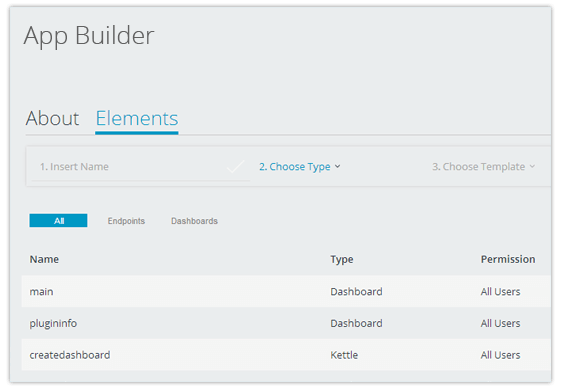 App Builder
About Elements
1. Insert Name 2. Choose Type 3. Choose Template
All Endpoints Dashboards
Name Type Permission
main Dashboard All Users
plugininfo Dashboard All Users
createdashboard Kettle All Users